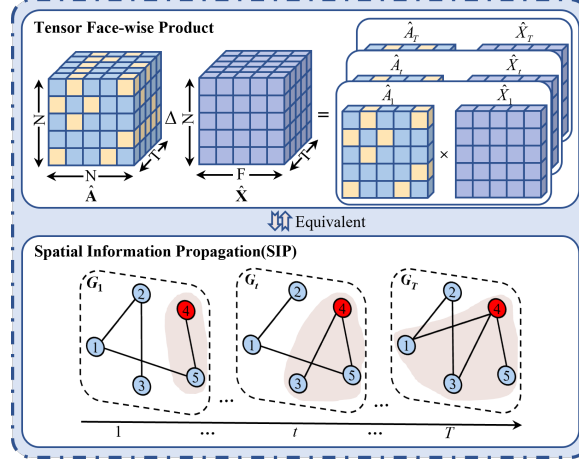 Tensor Face-wise Product
N
N
T
Â
Δ
N
F
T
X̂
=
Â_T
X̂_T
Â_t
X̂_t
Â_1
X̂_1
×
Equivalent
Spatial Information Propagation(SIP)
G_1
2
4
1
3
5
...
G_t
2
4
1
3
5
...
G_T
2
4
1
3
5
1 ... t ... T